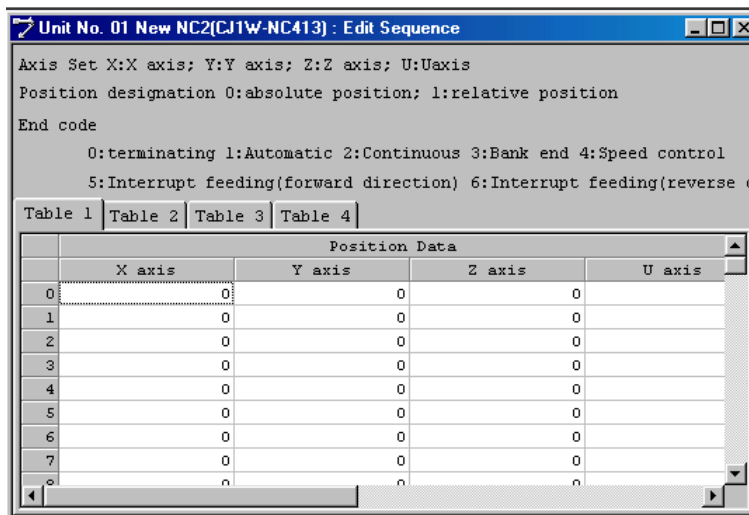 Unit No. 01 New NC2(CJ1W-NC413) : Edit Sequence
Axis Set X:X axis; Y:Y axis; Z:Z axis; U:Uaxis
Position designation 0:absolute position; 1:relative position
End code
0:terminating 1:Automatic 2:Continuous 3:Bank end 4:Speed control
5:Interrupt feeding(forward direction) 6:Interrupt feeding(reverse
Table 1 Table 2 Table 3 Table 4
Position Data
X axis Y axis Z axis U axis
0 0 0 0
1 0 0 0
2 0 0 0
3 0 0 0
4 0 0 0
5 0 0 0
6 0 0 0
7 0 0 0
8 0 0 0